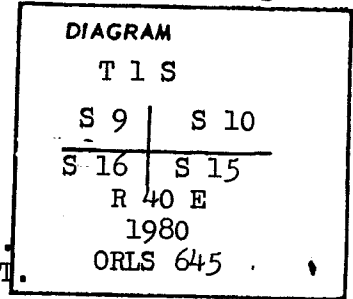 DIAGRAM
T 1 S
S 9 S 10
S 16 S 15
R 40 E
1980
ORLS 645
T.